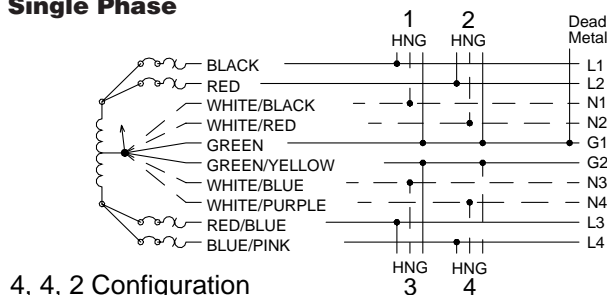 Single Phase
1 2
HNG HNG
Dead
Metal
BLACK L1
RED L2
WHITE/BLACK N1
WHITE/RED N2
GREEN G1
GREEN/YELLOW G2
WHITE/BLUE N3
WHITE/PURPLE N4
RED/BLUE L3
BLUE/PINK L4
HNG HNG
3 4
4, 4, 2 Configuration